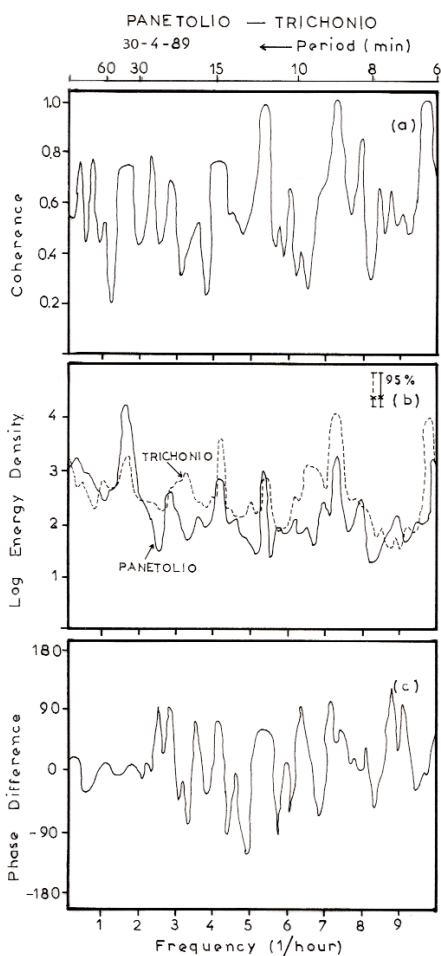 PANETOLIO — TRICHONIO
30-4-89 ← Period (min)
60 30 15 10 8 6
(a)
Coherence
1.0
0.8
0.6
0.4
0.2
95%
(b)
Log Energy Density
4
3
2
1
TRICHONIO
PANETOLIO
(c)
Phase Difference
180
90
0
-90
-180
1 2 3 4 5 6 7 8 9
Frequency (1/hour)